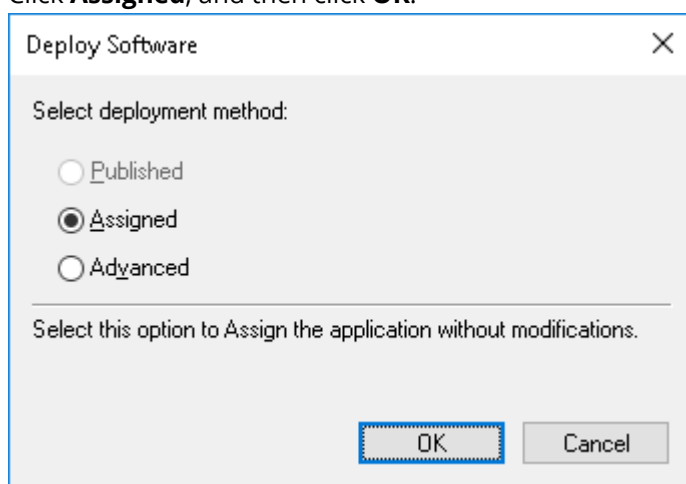 Click Assigned, and then click OK.
Deploy Software
Select deployment method:
Published
Assigned
Advanced
Select this option to Assign the application without modifications.
OK Cancel